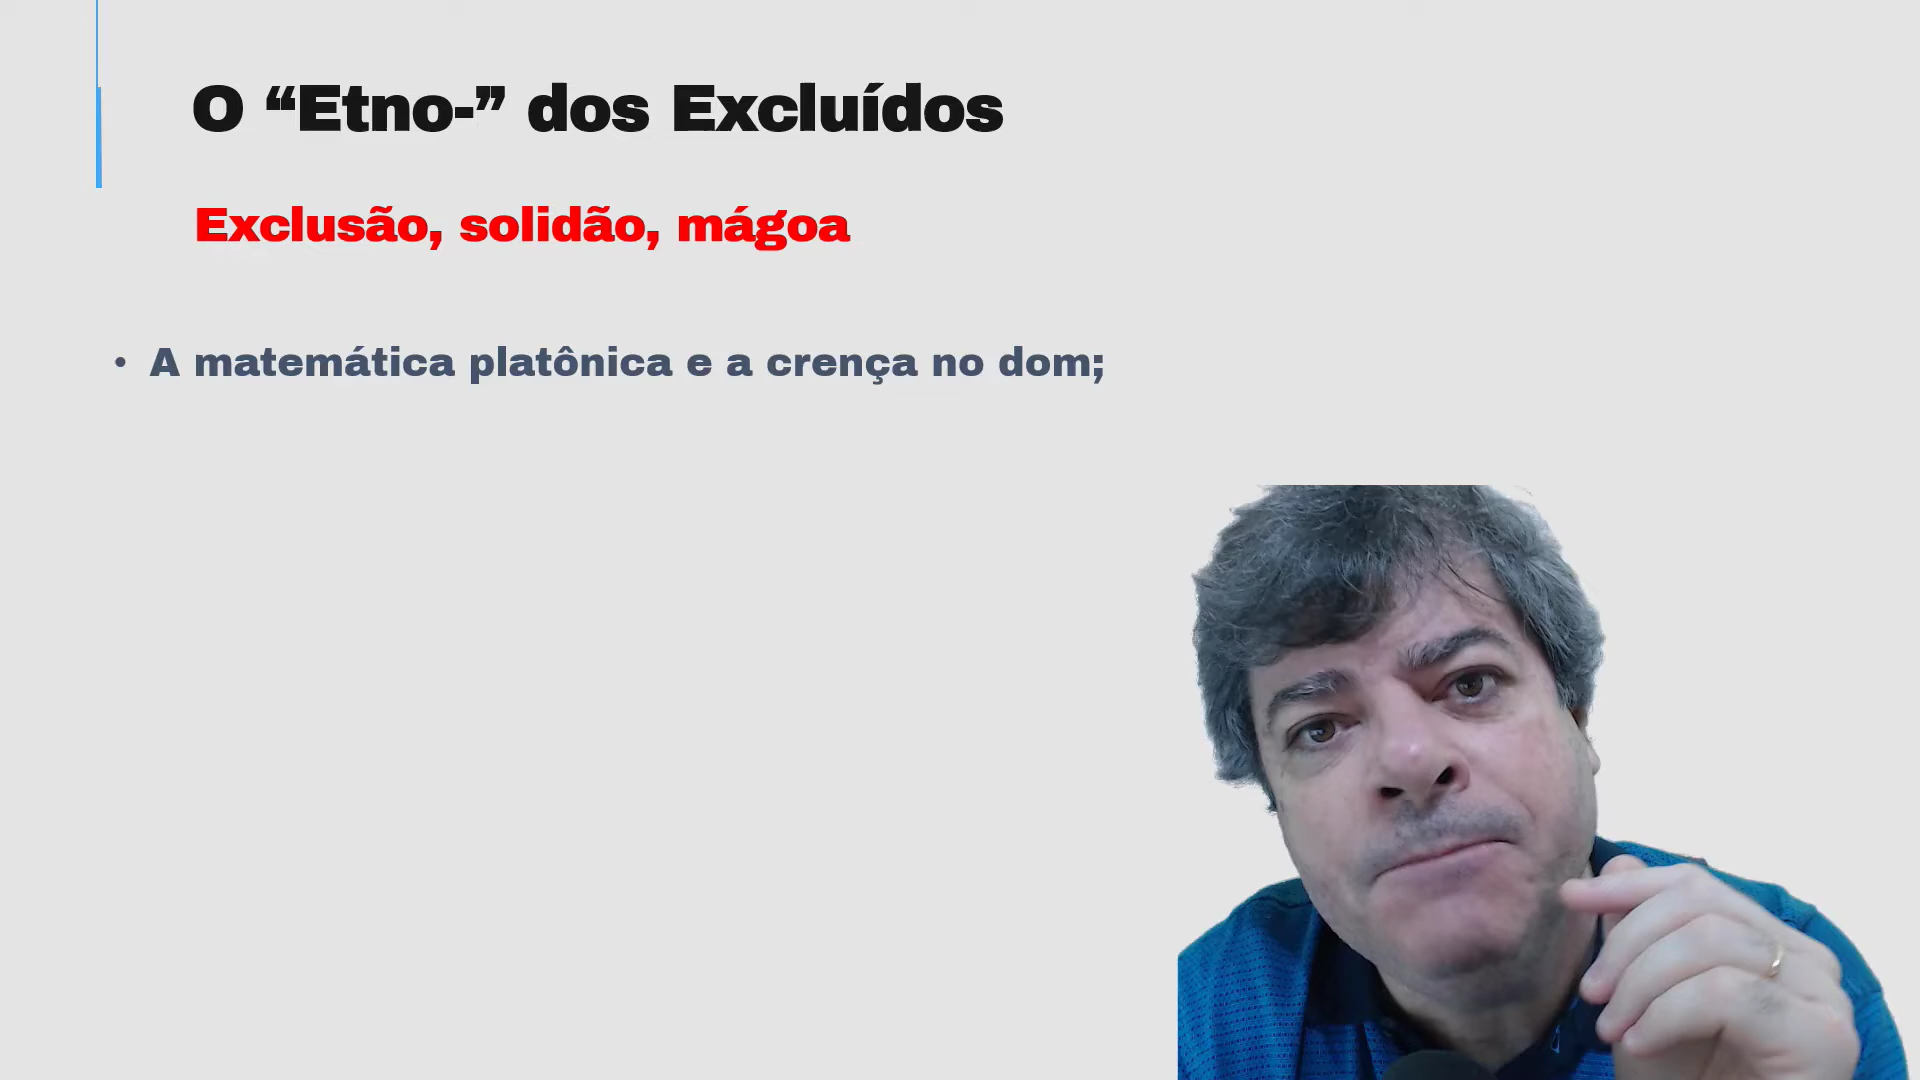 O “Etno-” dos Excluídos
Exclusão, solidão, mágoa
• A matemática platônica e a crença no dom;